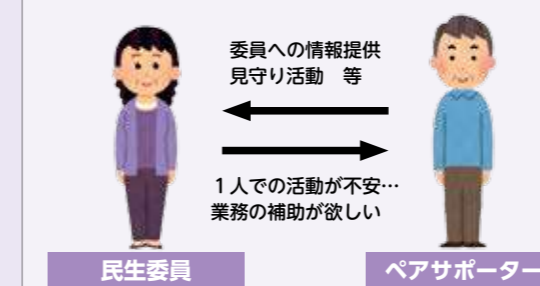 委員への情報提供
見守り活動　等
１人での活動が不安…
業務の補助が欲しい
民生委員
ペアサポーター